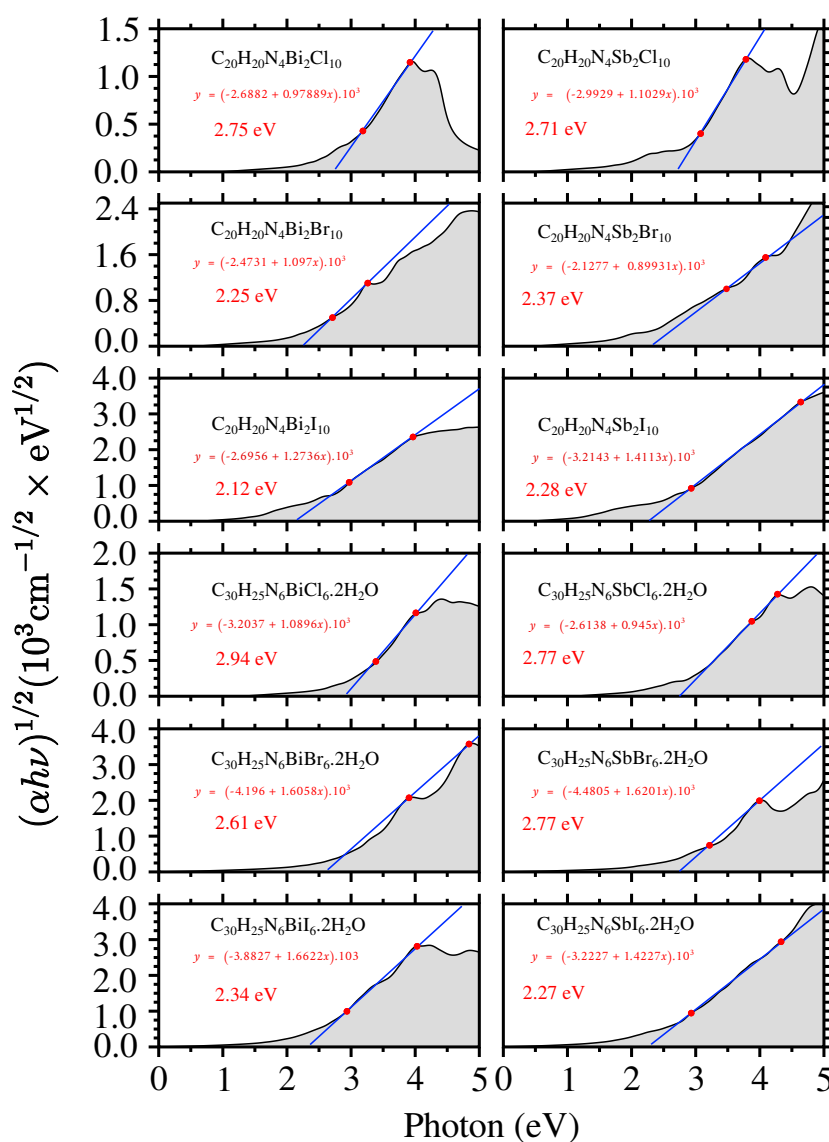 (αhν)¹ᐟ²(10³cm⁻¹ᐟ² × eV¹ᐟ²)
1.5
1.0
0.5
0.0
C₂₀H₂₀N₄Bi₂Cl₁₀
y = (-2.6882 + 0.97889x).10³
2.75 eV
C₂₀H₂₀N₄Sb₂Cl₁₀
y = (-2.9929 + 1.1029x).10³
2.71 eV
2.4
1.6
0.8
0.0
C₂₀H₂₀N₄Bi₂Br₁₀
y = (-2.4731 + 1.097x).10³
2.25 eV
C₂₀H₂₀N₄Sb₂Br₁₀
y = (-2.1277 + 0.89931x).10³
2.37 eV
4.0
3.0
2.0
1.0
0.0
C₂₀H₂₀N₄Bi₂I₁₀
y = (-2.6956 + 1.2736x).10³
2.12 eV
C₂₀H₂₀N₄Sb₂I₁₀
y = (-3.2143 + 1.4113x).10³
2.28 eV
2.0
1.5
1.0
0.5
0.0
C₃₀H₂₅N₆BiCl₆.2H₂O
y = (-3.2037 + 1.0896x).10³
2.94 eV
C₃₀H₂₅N₆SbCl₆.2H₂O
y = (-2.6138 + 0.945x).10³
2.77 eV
4.0
3.0
2.0
1.0
0.0
C₃₀H₂₅N₆BiBr₆.2H₂O
y = (-4.196 + 1.6058x).10³
2.61 eV
C₃₀H₂₅N₆SbBr₆.2H₂O
y = (-4.4805 + 1.6201x).10³
2.77 eV
4.0
3.0
2.0
1.0
0.0
C₃₀H₂₅N₆BiI₆.2H₂O
y = (-3.8827 + 1.6622x).103
2.34 eV
C₃₀H₂₅N₆SbI₆.2H₂O
y = (-3.2227 + 1.4227x).10³
2.27 eV
0 1 2 3 4 5 0 1 2 3 4 5
Photon (eV)